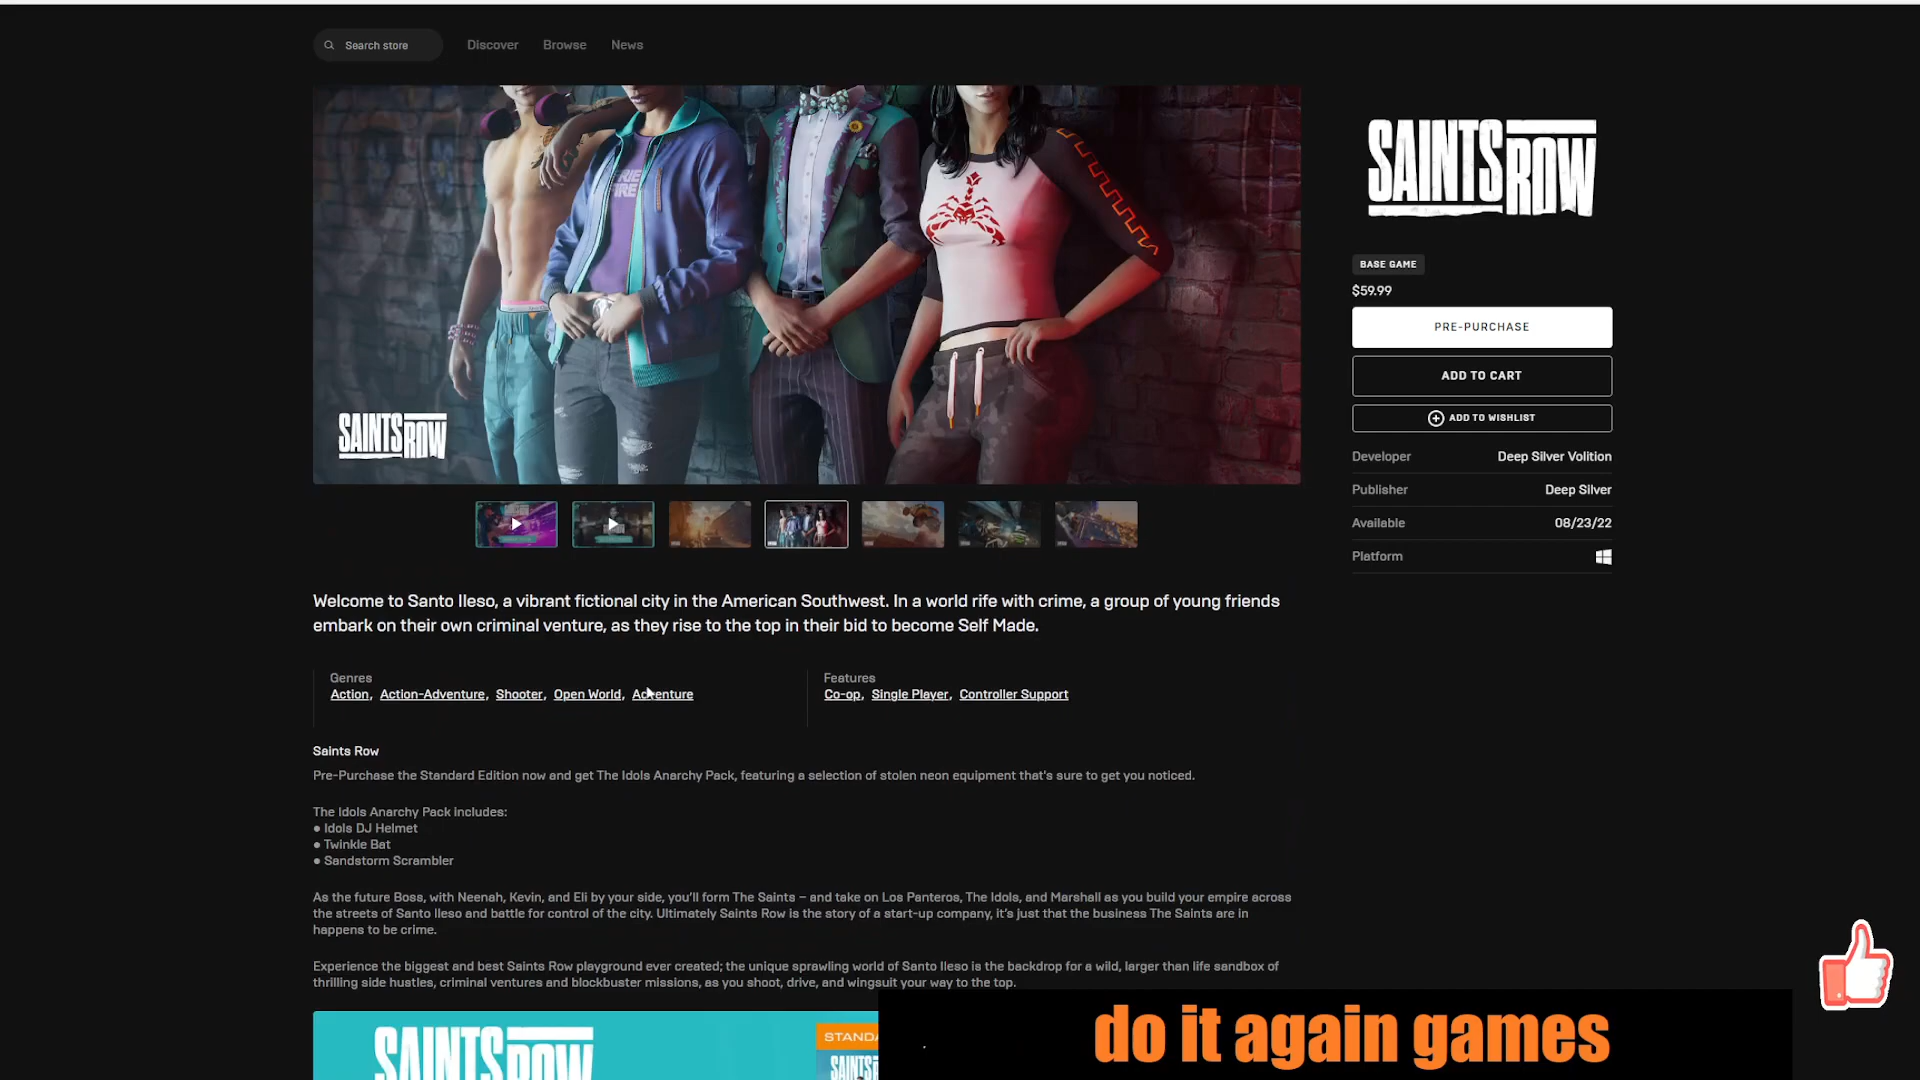 Search store
Discover
Browse
News
SAINTS ROW
SAINTS ROW
BASE GAME
$59.99
PRE-PURCHASE
ADD TO CART
ADD TO WISHLIST
Developer Deep Silver Volition
Publisher Deep Silver
Available 08/23/22
Platform
Welcome to Santo Ileso, a vibrant fictional city in the American Southwest. In a world rife with crime, a group of young friends
embark on their own criminal venture, as they rise to the top in their bid to become Self Made.
Genres
Action, Action-Adventure, Shooter, Open World, Adventure
Features
Co-op, Single Player, Controller Support
Saints Row
Pre-Purchase the Standard Edition now and get The Idols Anarchy Pack, featuring a selection of stolen neon equipment that's sure to get you noticed.
The Idols Anarchy Pack includes:
● Idols DJ Helmet
● Twinkle Bat
● Sandstorm Scrambler
As the future Boss, with Neenah, Kevin, and Eli by your side, you'll form The Saints – and take on Los Panteros, The Idols, and Marshall as you build your empire across
the streets of Santo Ileso and battle for control of the city. Ultimately Saints Row is the story of a start-up company, it's just that the business The Saints are in
happens to be crime.
Experience the biggest and best Saints Row playground ever created; the unique sprawling world of Santo Ileso is the backdrop for a wild, larger than life sandbox of
thrilling side hustles, criminal ventures and blockbuster missions, as you shoot, drive, and wingsuit your way to the top.
SAINTS ROW
STANDA
SAINTS
do it again games